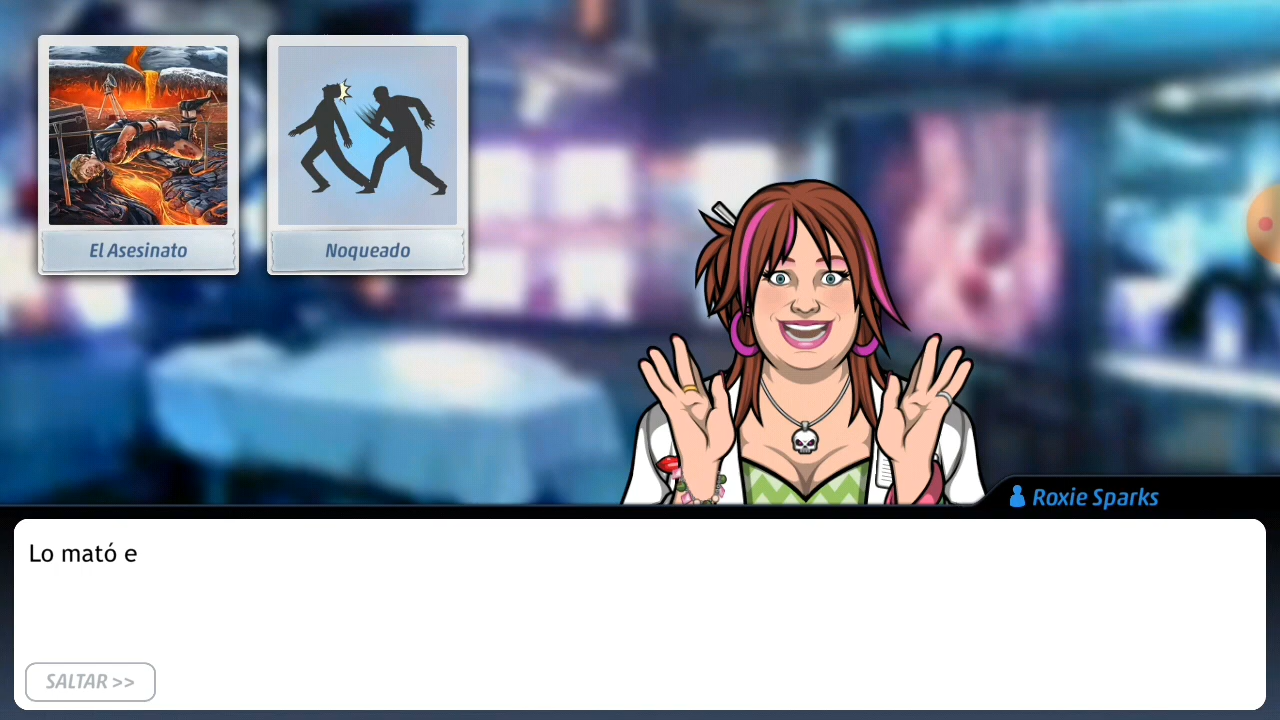 El Asesinato
Noqueado
Roxie Sparks
Lo mató e
SALTAR >>